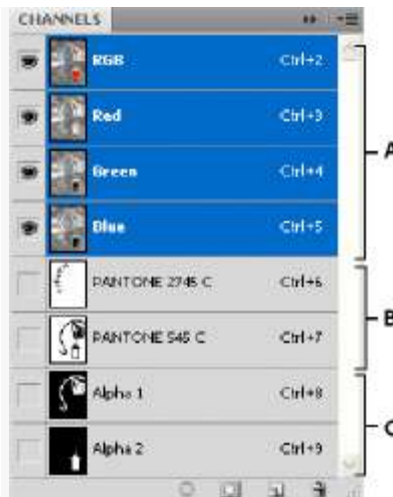 CHANNELS
RGB Ctrl+2
Red Ctrl+3
Green Ctrl+4
Blue Ctrl+5
A
PANTONE 2745 C Ctrl+6
PANTONE 545 C Ctrl+7
B
Alpha 1 Ctrl+8
Alpha 2 Ctrl+9
C